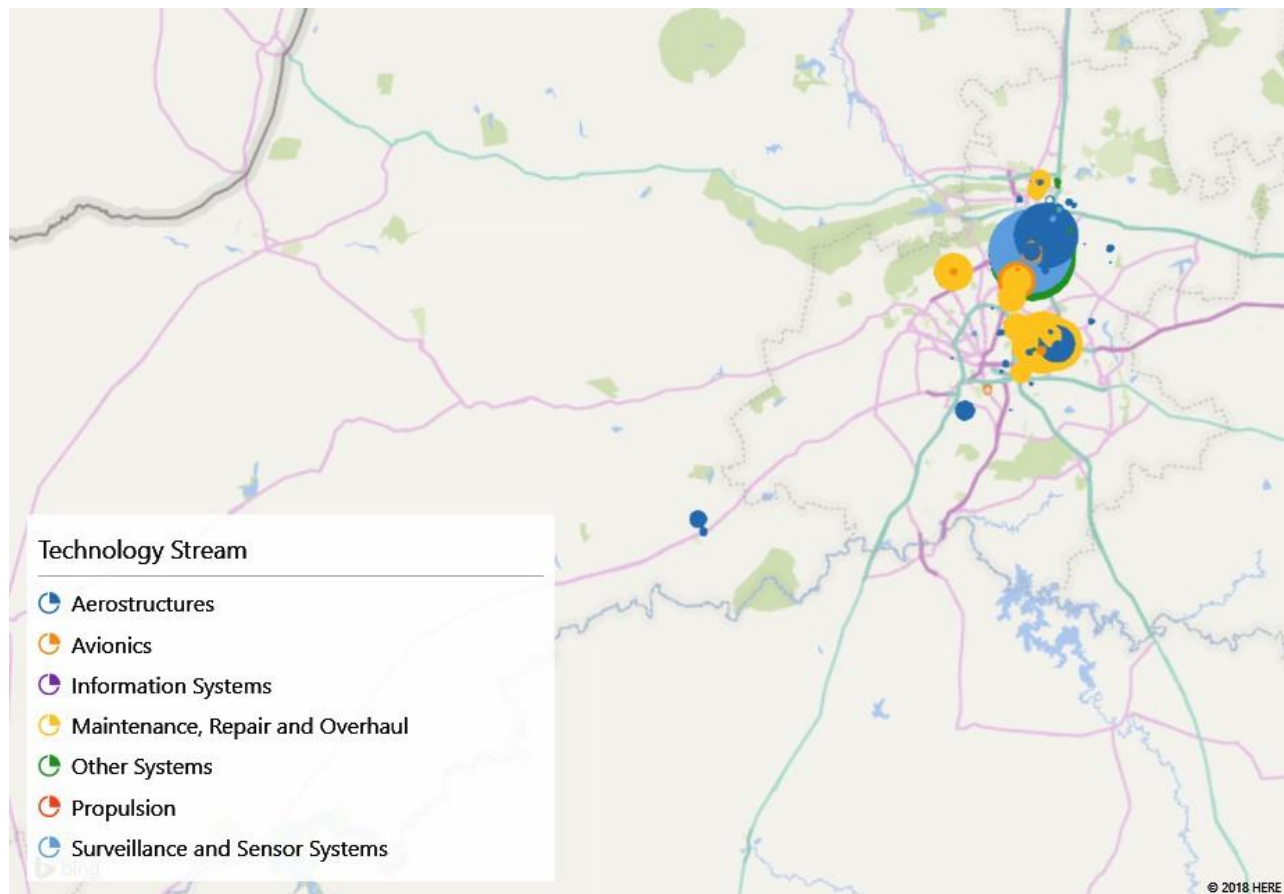 Technology Stream
Aerostructures
Avionics
Information Systems
Maintenance, Repair and Overhaul
Other Systems
Propulsion
Surveillance and Sensor Systems
bing
© 2018 HERE